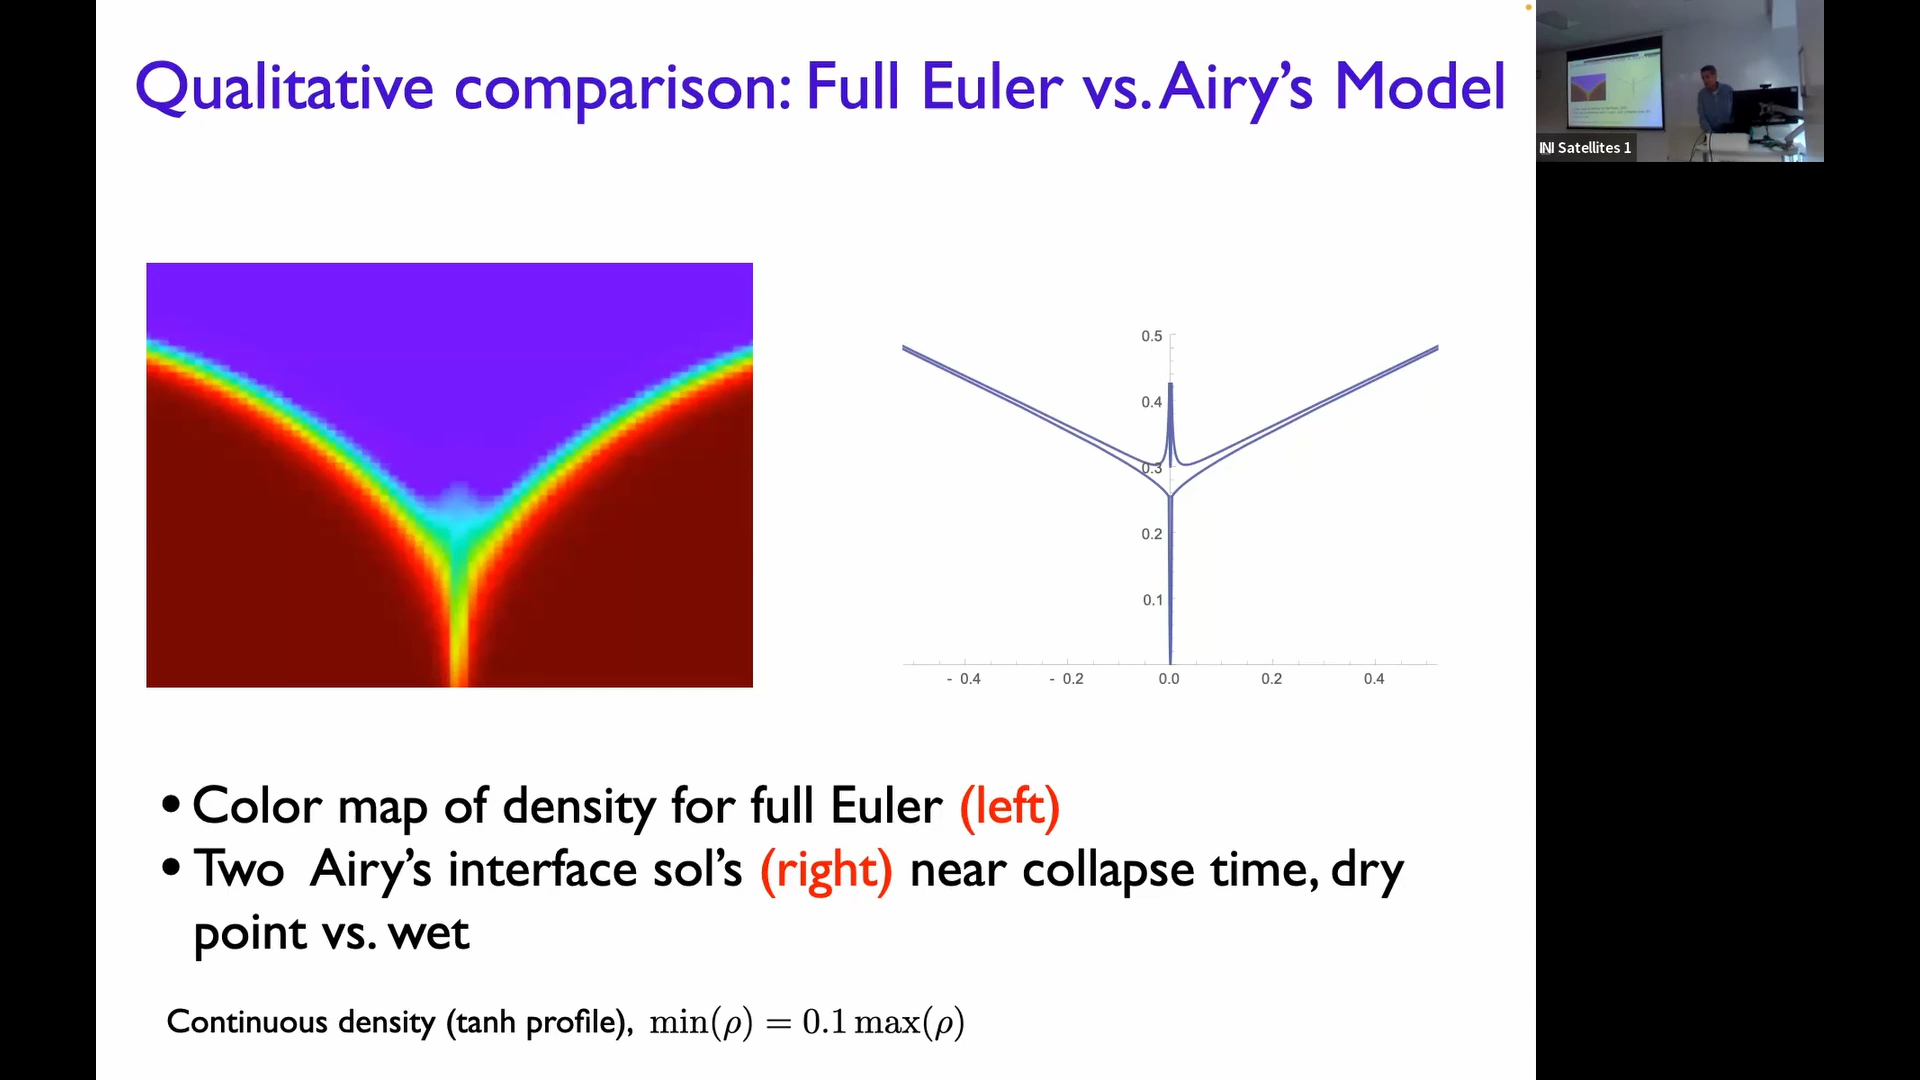 Qualitative comparison: Full Euler vs. Airy's Model
INI Satellites 1
0.5
0.4
0.3
0.2
0.1
- 0.4 - 0.2 0.0 0.2 0.4
• Color map of density for full Euler (left)
• Two Airy's interface sol's (right) near collapse time, dry
point vs. wet
Continuous density (tanh profile), min(ρ) = 0.1 max(ρ)